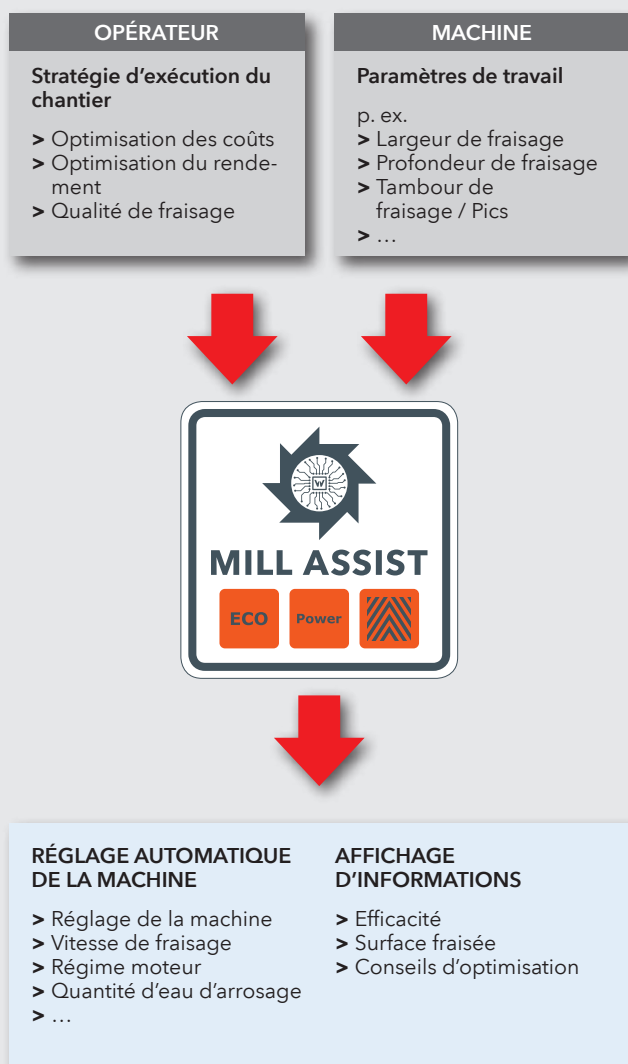 OPÉRATEUR
Stratégie d'exécution du
chantier
> Optimisation des coûts
> Optimisation du rende-
ment
> Qualité de fraisage
MACHINE
Paramètres de travail
p. ex.
> Largeur de fraisage
> Profondeur de fraisage
> Tambour de
fraisage / Pics
> …
W
MILL ASSIST
ECO
Power
RÉGLAGE AUTOMATIQUE
DE LA MACHINE
> Réglage de la machine
> Vitesse de fraisage
> Régime moteur
> Quantité d'eau d'arrosage
> …
AFFICHAGE
D'INFORMATIONS
> Efficacité
> Surface fraisée
> Conseils d'optimisation